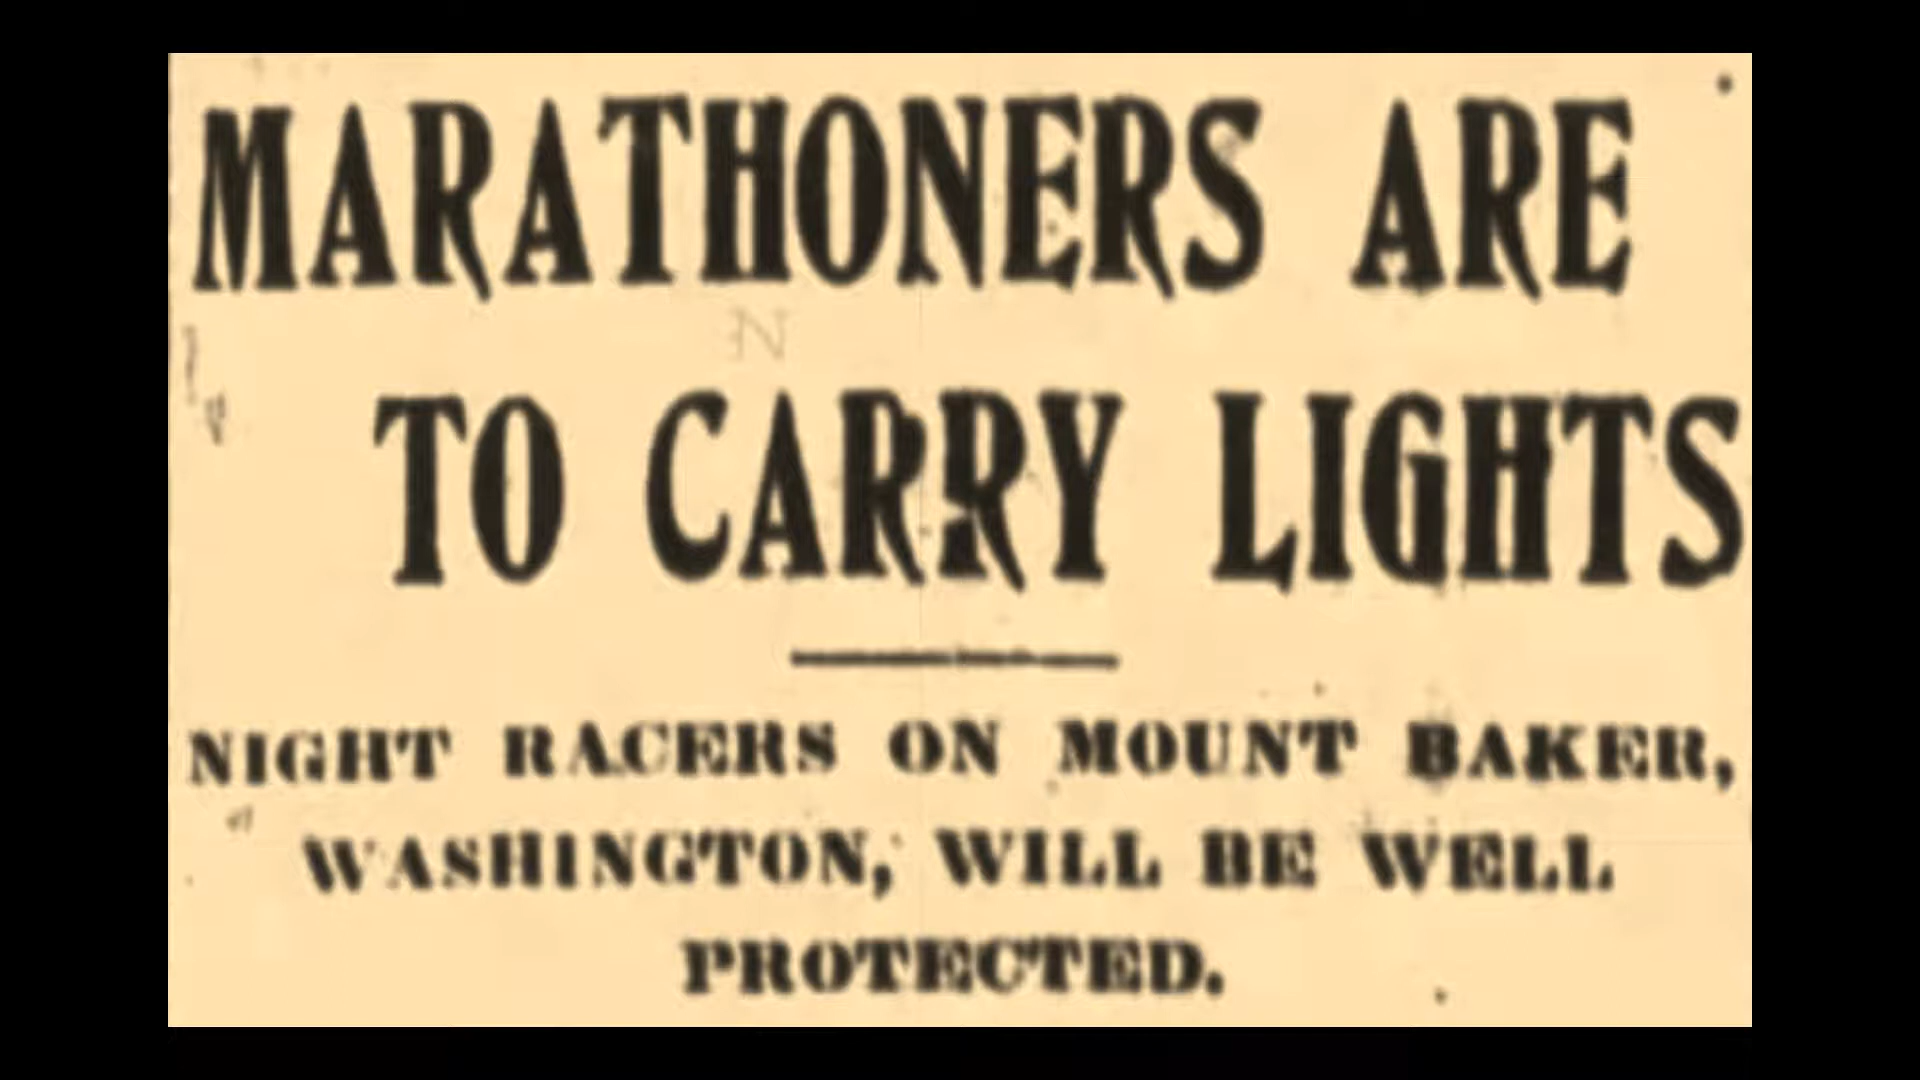 MARATHONERS ARE
TO CARRY LIGHTS
NIGHT RACERS ON MOUNT BAKER,
WASHINGTON, WILL BE WELL
PROTECTED.